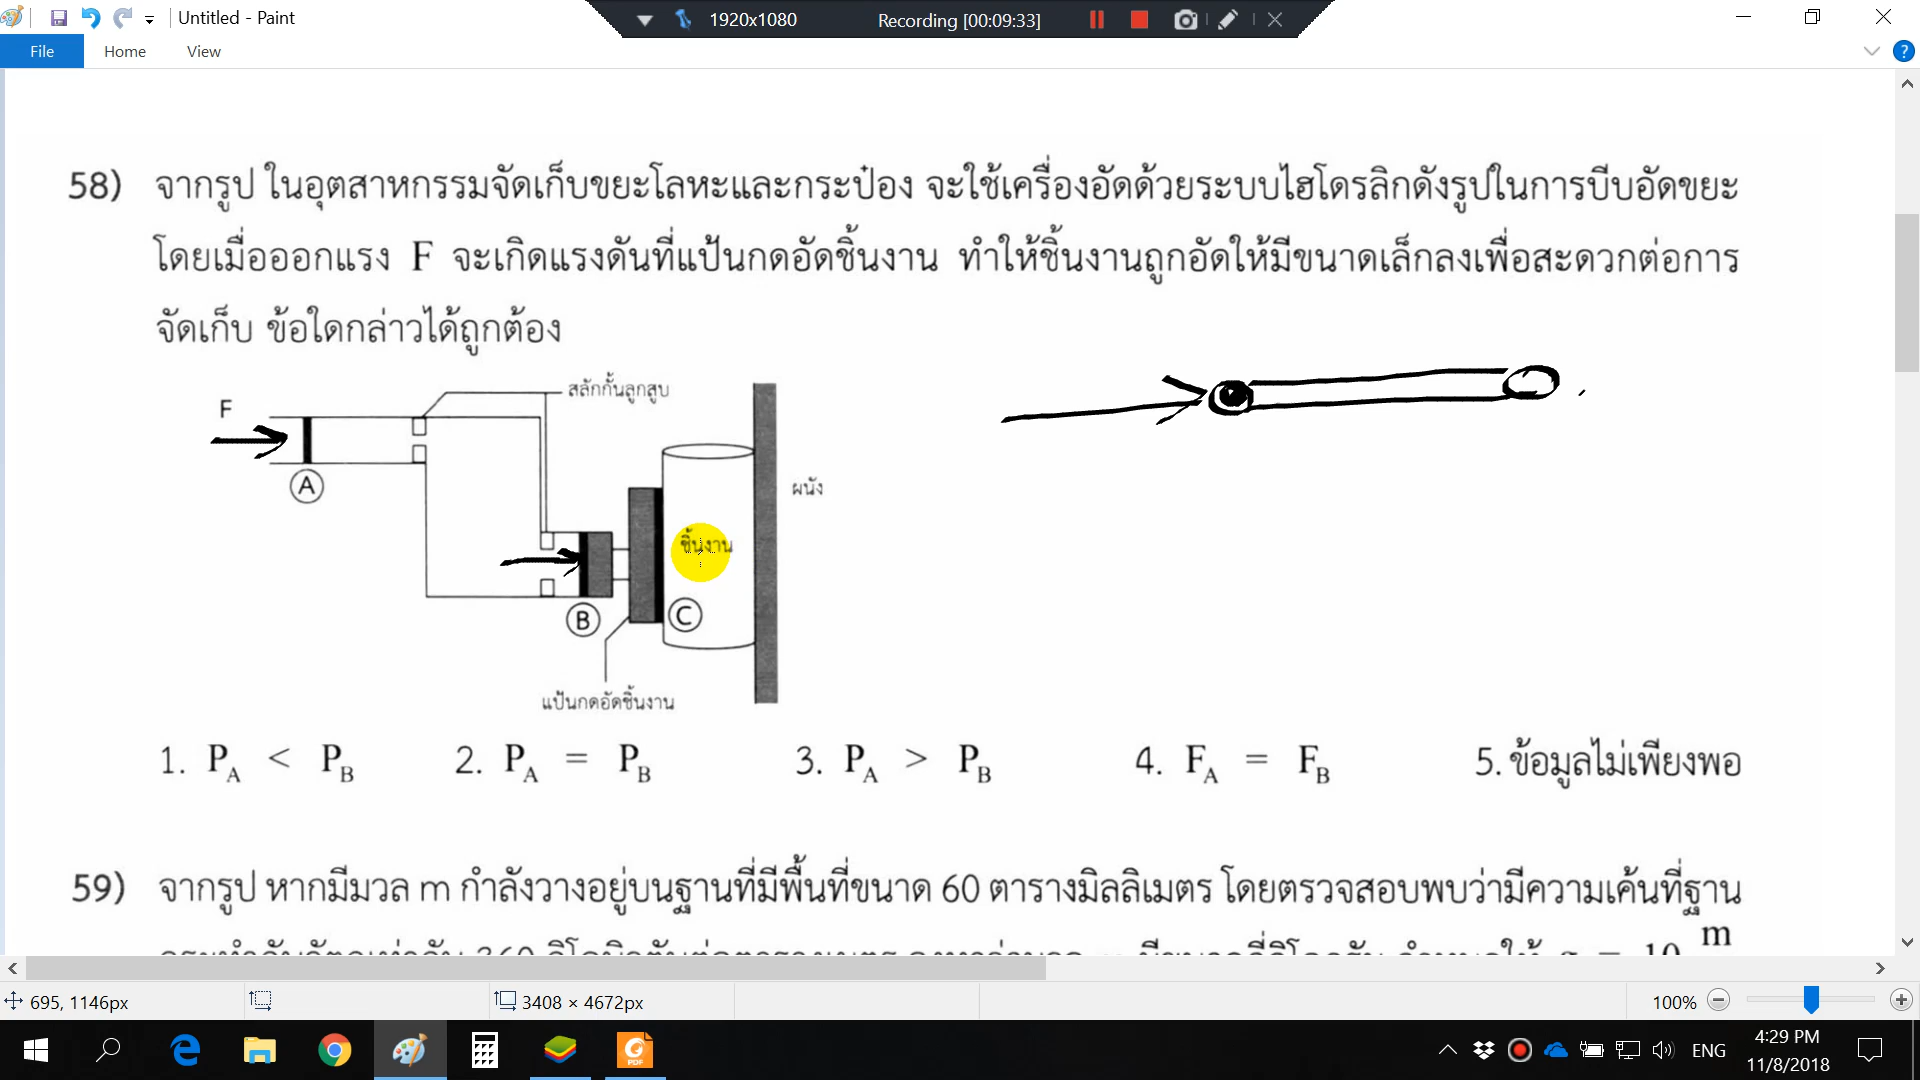 Untitled - Paint
1920x1080
Recording [00:09:33]
File
Home
View
58) จากรูป ในอุตสาหกรรมจัดเก็บขยะโลหะและกระป๋อง จะใช้เครื่องอัดด้วยระบบไฮโดรลิกดังรูปในการบีบอัดขยะ
โดยเมื่อออกแรง F จะเกิดแรงดันที่แป้นกดอัดชิ้นงาน ทำให้ชิ้นงานถูกอัดให้มีขนาดเล็กลงเพื่อสะดวกต่อการ
จัดเก็บ ข้อใดกล่าวได้ถูกต้อง
สลักกั้นลูกสูบ
F
A
ผนัง
ชิ้นงาน
B
C
แป้นกดอัดชิ้นงาน
1. PA < PB 2. PA = PB 3. PA > PB 4. FA = FB 5. ข้อมูลไม่เพียงพอ
59) จากรูป หากมีมวล m กำลังวางอยู่บนฐานที่มีพื้นที่ขนาด 60 ตารางมิลลิเมตร โดยตรวจสอบพบว่ามีความเค้นที่ฐาน
m
695, 1146px
3408 × 4672px
100%
ENG
4:29 PM
11/8/2018
PDF